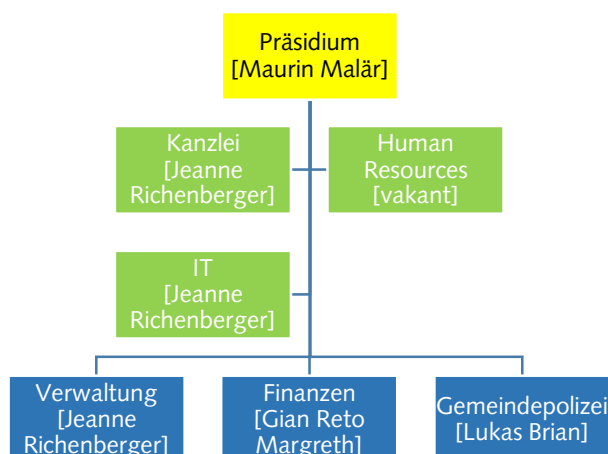 Präsidium
[Maurin Malär]
Kanzlei
[Jeanne
Richenberger]
Human
Resources
[vakant]
IT
[Jeanne
Richenberger]
Verwaltung
[Jeanne
Richenberger]
Finanzen
[Gian Reto
Margreth]
Gemeindepolizei
[Lukas Brian]